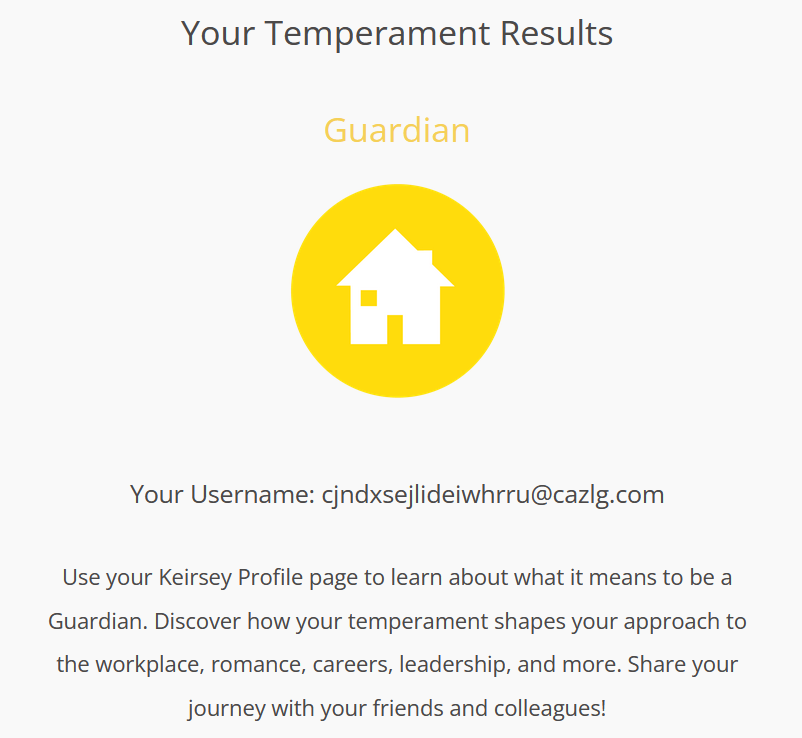 Your Temperament Results
Guardian
Your Username: cjndxsejlideiwhrru@cazlg.com
Use your Keirsey Profile page to learn about what it means to be a
Guardian. Discover how your temperament shapes your approach to
the workplace, romance, careers, leadership, and more. Share your
journey with your friends and colleagues!